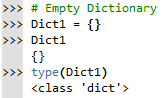 >>> # Empty Dictionary
>>> Dict1 = {}
>>> Dict1
{}
>>> type(Dict1)
<class 'dict'>